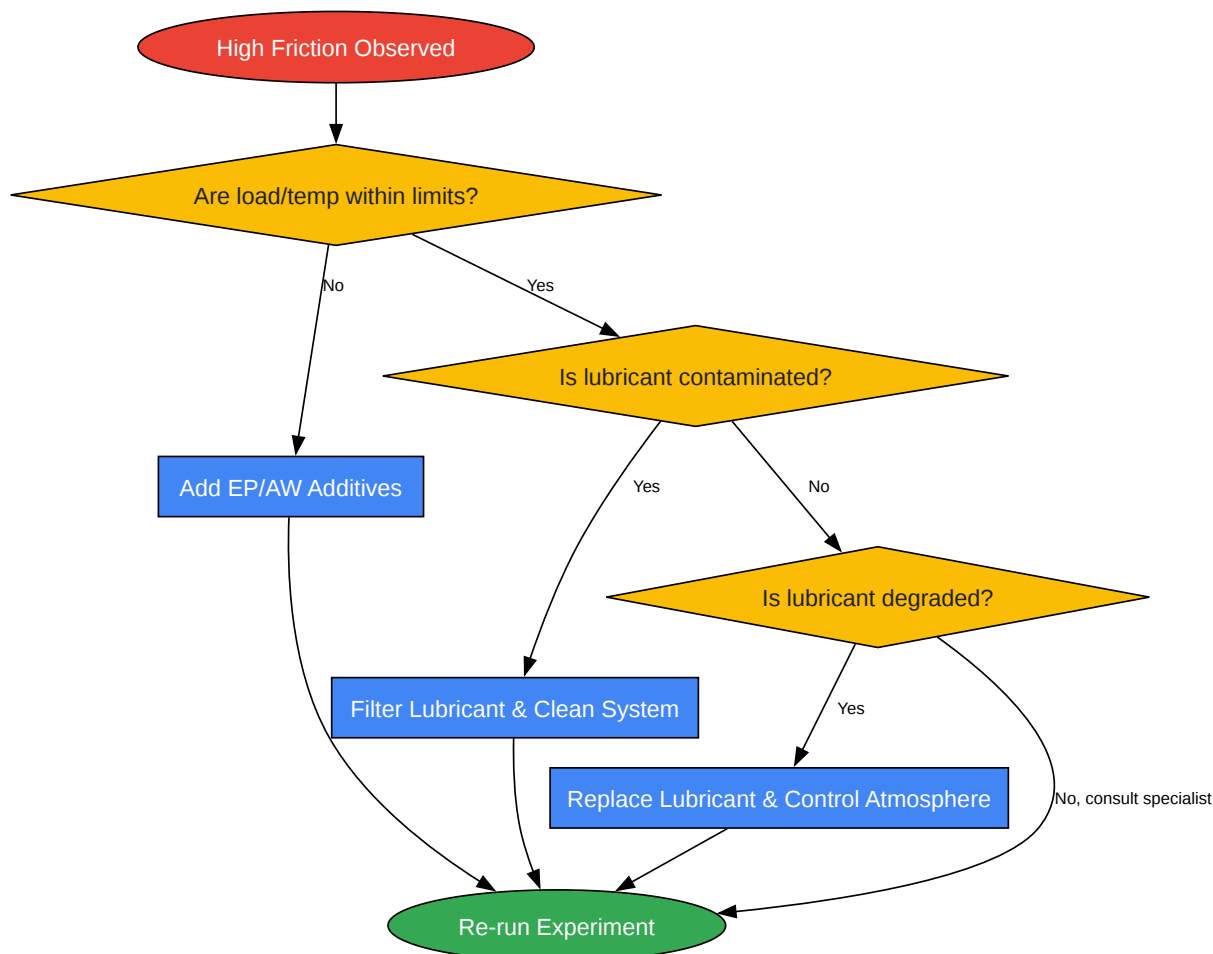 High Friction Observed
Are load/temp within limits?
No
Yes
Is lubricant contaminated?
Add EP/AW Additives
Yes
No
Is lubricant degraded?
Filter Lubricant & Clean System
Yes
Replace Lubricant & Control Atmosphere
No, consult specialist
Re-run Experiment